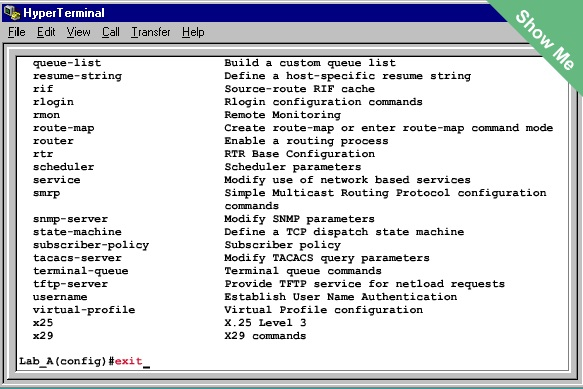 HyperTerminal
Show Me
File Edit View Call Transfer Help
queue-list Build a custom queue list
resume-string Define a host-specific resume string
rif Source-route RIF cache
rlogin Rlogin configuration commands
rmon Remote Monitoring
route-map Create route-map or enter route-map command mode
router Enable a routing process
rtr RTR Base Configuration
scheduler Scheduler parameters
service Modify use of network based services
smrp Simple Multicast Routing Protocol configuration
commands
snmp-server Modify SNMP parameters
state-machine Define a TCP dispatch state machine
subscriber-policy Subscriber policy
tacacs-server Modify TACACS query parameters
terminal-queue Terminal queue commands
tftp-server Provide TFTP service for netload requests
username Establish User Name Authentication
virtual-profile Virtual Profile configuration
x25 X.25 Level 3
x29 X29 commands
Lab_A(config)#exit_